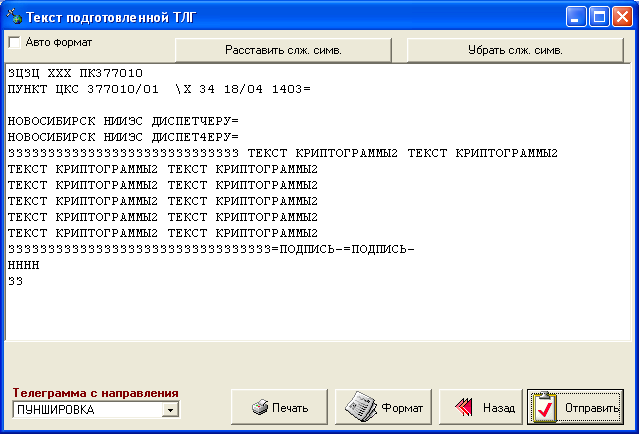 Текст подготовленной ТЛГ
Авто формат
Расставить слж. симв.
Убрать слж. симв.
ЗЦЗЦ ХХХ ПК377010
ПУНКТ ЦКС 377010/01 \Х 34 18/04 1403=
НОВОСИБИРСК НИИЭС ДИСПЕТЧЕРУ=
НОВОСИБИРСК НИИЭС ДИСПЕТ4ЕРУ=
ЗЗЗЗЗЗЗЗЗЗЗЗЗЗЗЗЗЗЗЗЗЗЗЗЗЗЗЗЗ ТЕКСТ КРИПТОГРАММЫ2 ТЕКСТ КРИПТОГРАММЫ2
ТЕКСТ КРИПТОГРАММЫ2 ТЕКСТ КРИПТОГРАММЫ2
ТЕКСТ КРИПТОГРАММЫ2 ТЕКСТ КРИПТОГРАММЫ2
ТЕКСТ КРИПТОГРАММЫ2 ТЕКСТ КРИПТОГРАММЫ2
ТЕКСТ КРИПТОГРАММЫ2 ТЕКСТ КРИПТОГРАММЫ2
ТЕКСТ КРИПТОГРАММЫ2 ТЕКСТ КРИПТОГРАММЫ2
ЗЗЗЗЗЗЗЗЗЗЗЗЗЗЗЗЗЗЗЗЗЗЗЗЗЗЗЗЗЗЗЗЗ=ПОДПИСЬ-=ПОДПИСЬ-
НННН
ЗЗ
Телеграмма с направления
ПУНШИРОВКА
Печать
Формат
Назад
Отправить